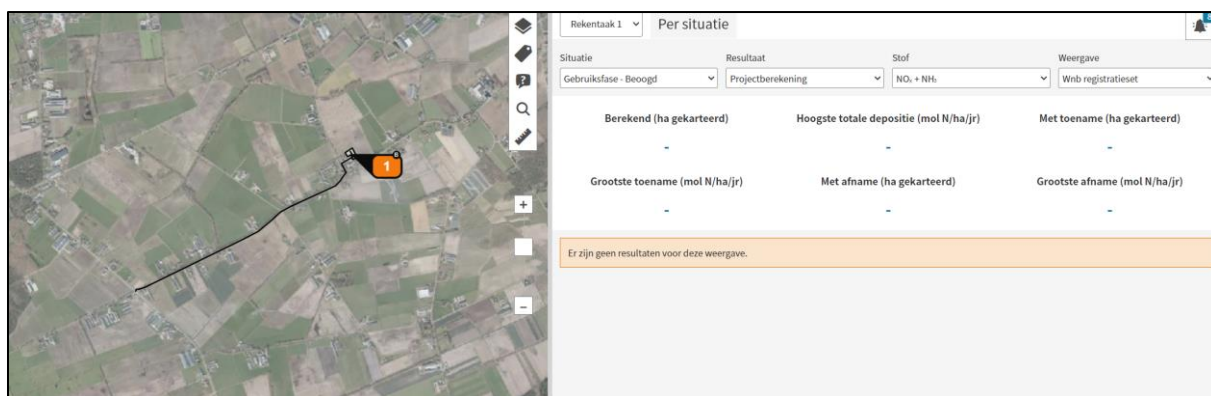 Rekentaak 1
Per situatie
Situatie
Resultaat
Stof
Weergave
Gebruiksfase - Beoogd
Projectberekening
NOₓ + NH₃
Wnb registratieset
Berekend (ha gekarteerd)
Hoogste totale depositie (mol N/ha/jr)
Met toename (ha gekarteerd)
-
-
-
Grootste toename (mol N/ha/jr)
Met afname (ha gekarteerd)
Grootste afname (mol N/ha/jr)
-
-
-
Er zijn geen resultaten voor deze weergave.
1
?
+
-